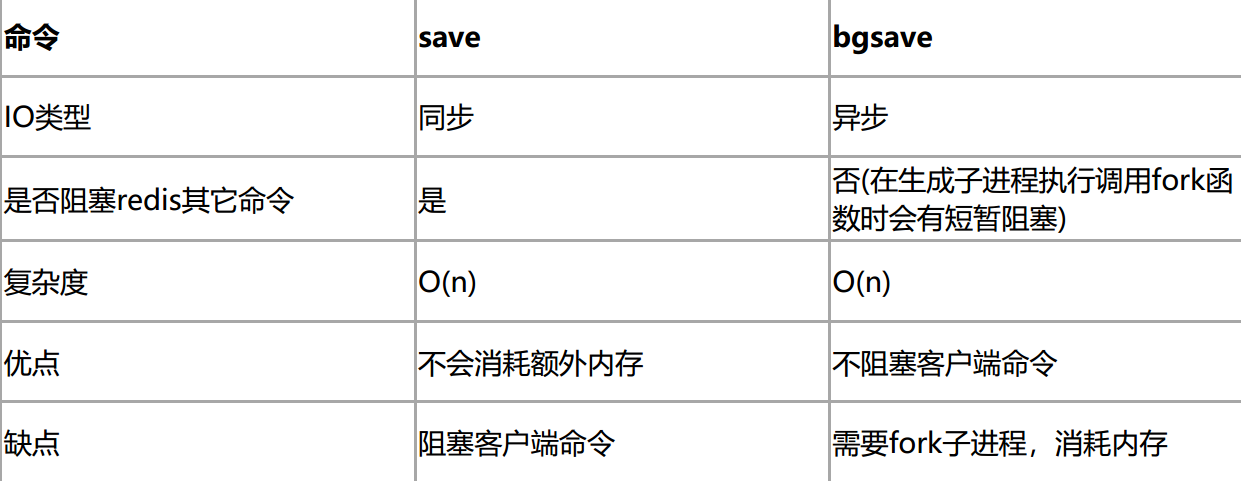 命令 save bgsave
IO类型 同步 异步
是否阻塞redis其它命令 是 否(在生成子进程执行调用fork函
数时会有短暂阻塞)
复杂度 O(n) O(n)
优点 不会消耗额外内存 不阻塞客户端命令
缺点 阻塞客户端命令 需要fork子进程，消耗内存